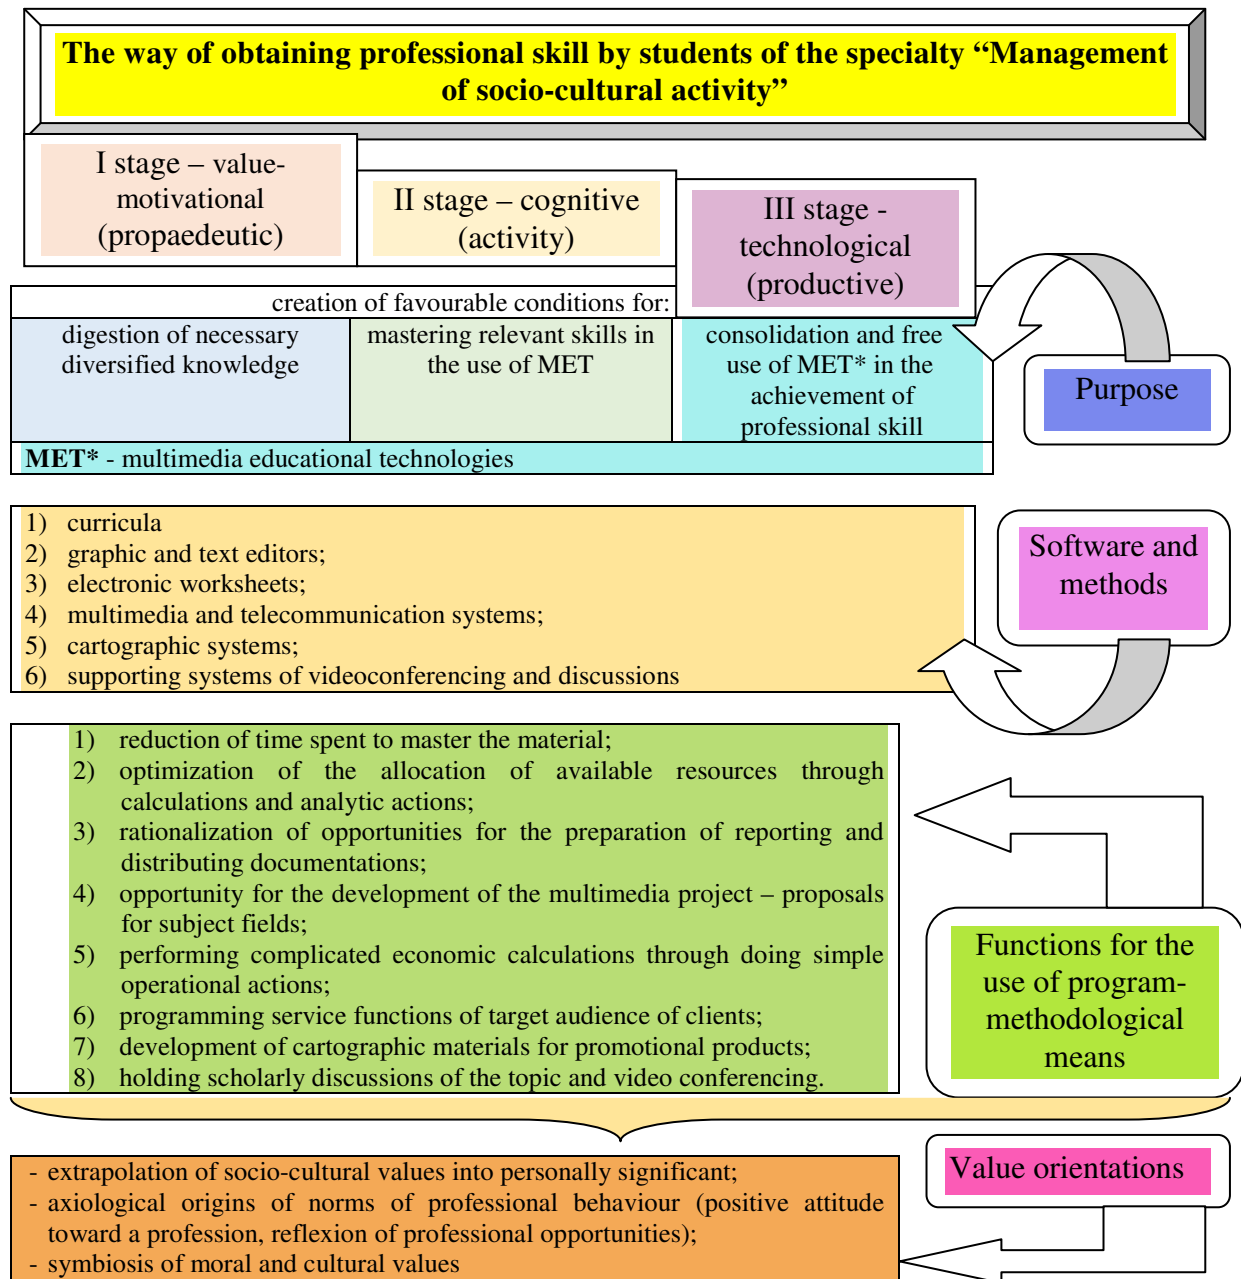 The way of obtaining professional skill by students of the specialty “Management
of socio-cultural activity”
I stage – value-
motivational
(propaedeutic)
II stage – cognitive
(activity)
III stage -
technological
(productive)
creation of favourable conditions for:
digestion of necessary
diversified knowledge
mastering relevant skills in
the use of MET
consolidation and free
use of MET* in the
achievement of
professional skill
Purpose
MET* - multimedia educational technologies
1) curricula
2) graphic and text editors;
3) electronic worksheets;
4) multimedia and telecommunication systems;
5) cartographic systems;
6) supporting systems of videoconferencing and discussions
Software and
methods
1) reduction of time spent to master the material;
2) optimization of the allocation of available resources through
calculations and analytic actions;
3) rationalization of opportunities for the preparation of reporting and
distributing documentations;
4) opportunity for the development of the multimedia project – proposals
for subject fields;
5) performing complicated economic calculations through doing simple
operational actions;
6) programming service functions of target audience of clients;
7) development of cartographic materials for promotional products;
8) holding scholarly discussions of the topic and video conferencing.
Functions for the
use of program-
methodological
means
- extrapolation of socio-cultural values into personally significant;
- axiological origins of norms of professional behaviour (positive attitude
toward a profession, reflexion of professional opportunities);
- symbiosis of moral and cultural values
Value orientations